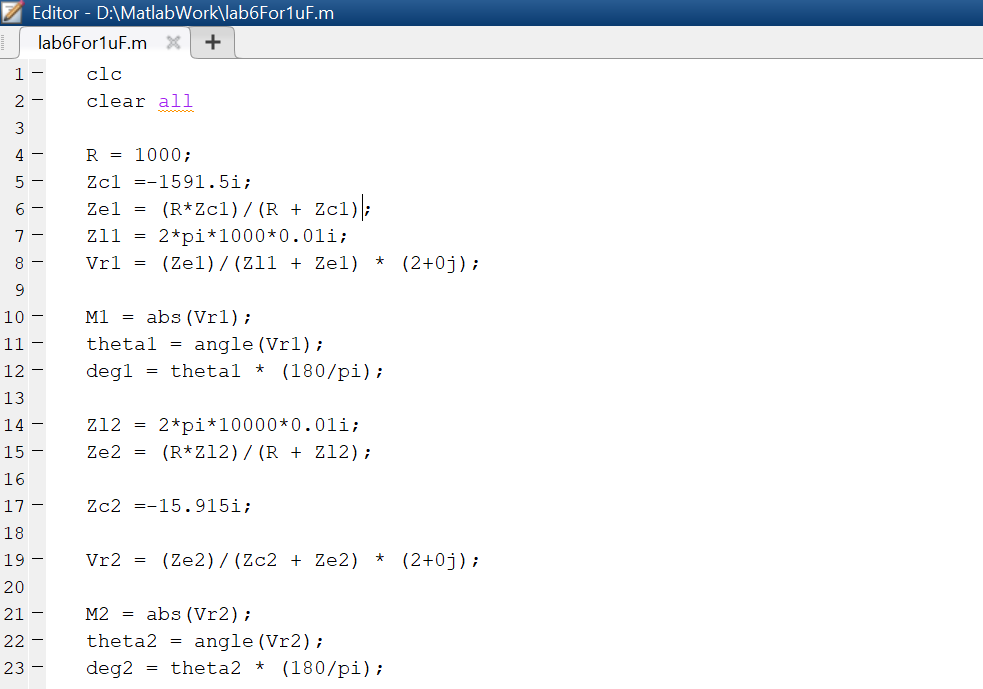 Editor - D:\MatlabWork\lab6For1uF.m
lab6For1uF.m
1 clc
2 clear all
3
4 R = 1000;
5 Zc1 =-1591.5i;
6 Ze1 = (R*Zc1)/(R + Zc1);
7 Zl1 = 2*pi*1000*0.01i;
8 Vr1 = (Ze1)/(Zl1 + Ze1) * (2+0j);
9
10 M1 = abs(Vr1);
11 theta1 = angle(Vr1);
12 deg1 = theta1 * (180/pi);
13
14 Zl2 = 2*pi*10000*0.01i;
15 Ze2 = (R*Zl2)/(R + Zl2);
16
17 Zc2 =-15.915i;
18
19 Vr2 = (Ze2)/(Zc2 + Ze2) * (2+0j);
20
21 M2 = abs(Vr2);
22 theta2 = angle(Vr2);
23 deg2 = theta2 * (180/pi);